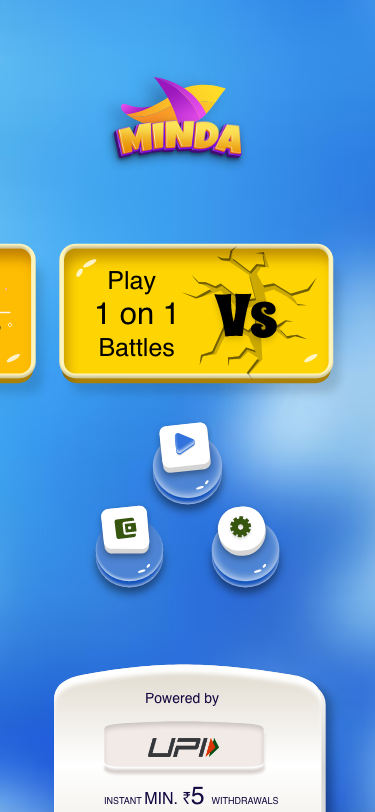 MINDA
Play
1 on 1
Battles
Vs
Powered by
UPI
INSTANT MIN. ₹5 WITHDRAWALS